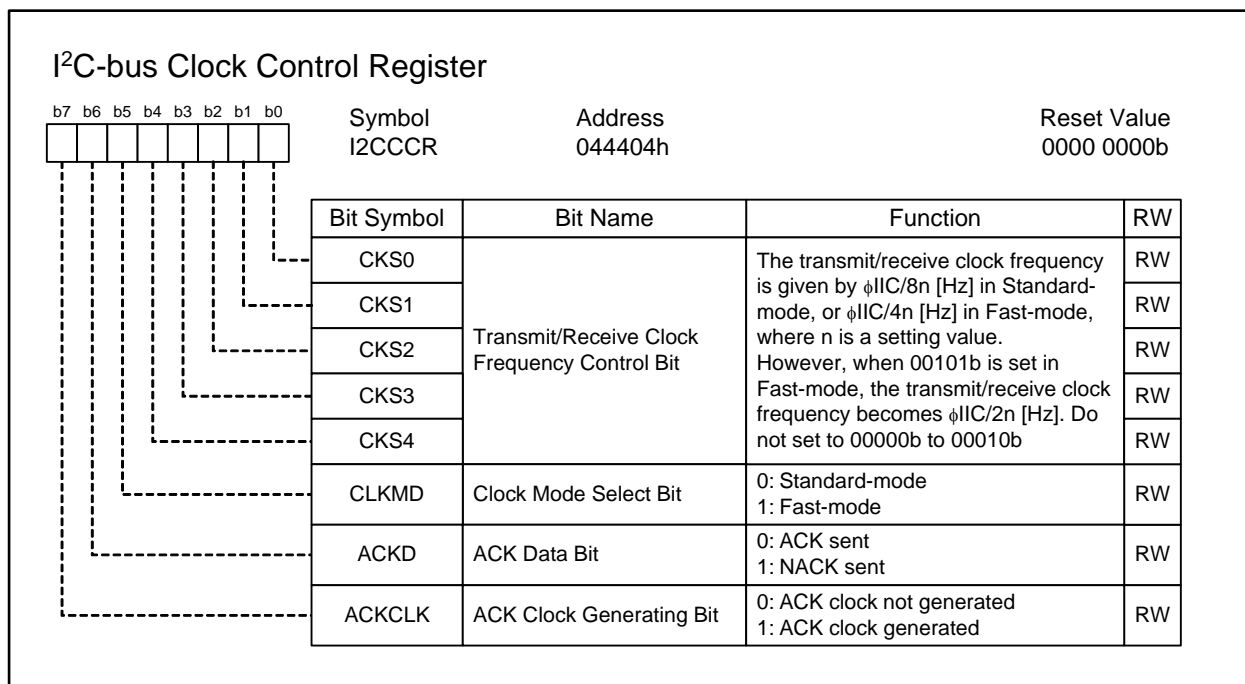 I²C-bus Clock Control Register
b7 b6 b5 b4 b3 b2 b1 b0
Symbol Address Reset Value
I2CCCR 044404h 0000 0000b
Bit Symbol Bit Name Function RW
CKS0 RW
CKS1 RW
CKS2 RW
CKS3 RW
CKS4 RW
Transmit/Receive Clock
Frequency Control Bit
The transmit/receive clock frequency
is given by ϕIIC/8n [Hz] in Standard-
mode, or ϕIIC/4n [Hz] in Fast-mode,
where n is a setting value.
However, when 00101b is set in
Fast-mode, the transmit/receive clock
frequency becomes ϕIIC/2n [Hz]. Do
not set to 00000b to 00010b
CLKMD Clock Mode Select Bit RW
0: Standard-mode
1: Fast-mode
ACKD ACK Data Bit RW
0: ACK sent
1: NACK sent
ACKCLK ACK Clock Generating Bit RW
0: ACK clock not generated
1: ACK clock generated